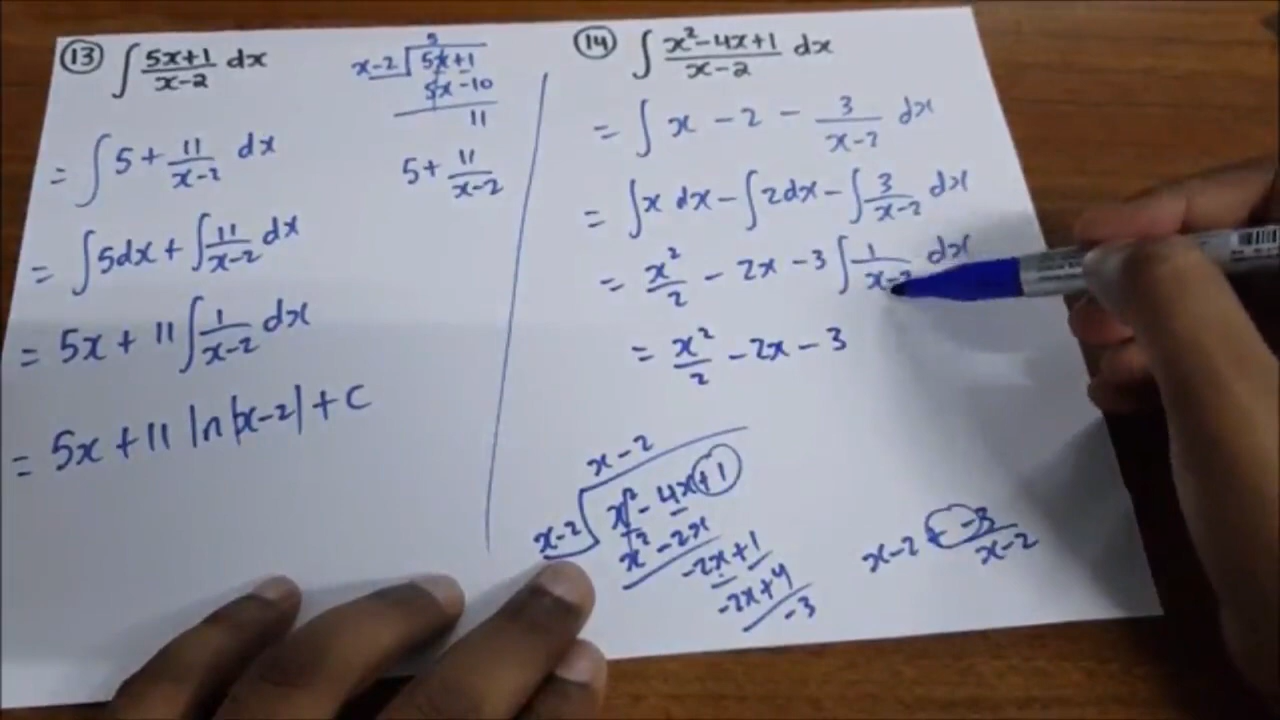 ⑬ ∫ (5x+1)/(x-2) dx
= ∫ 5 + 11/(x-2) dx
= ∫ 5dx + ∫ 11/(x-2) dx
= 5x + 11 ∫ 1/(x-2) dx
= 5x + 11 ln|x-2| + C
5
x-2 √ 5x+1
5x-10
11
5 + 11/(x-2)
⑭ ∫ (x²-4x+1)/(x-2) dx
= ∫ x - 2 - 3/(x-2) dx
= ∫ x dx - ∫ 2dx - ∫ 3/(x-2) dx
= x²/2 - 2x - 3 ∫ 1/(x-2) dx
= x²/2 - 2x - 3
x-2
x-2 √ x²-4x+1
x²-2x
-2x+1
-2x+4
-3
x-2 + -3/(x-2)